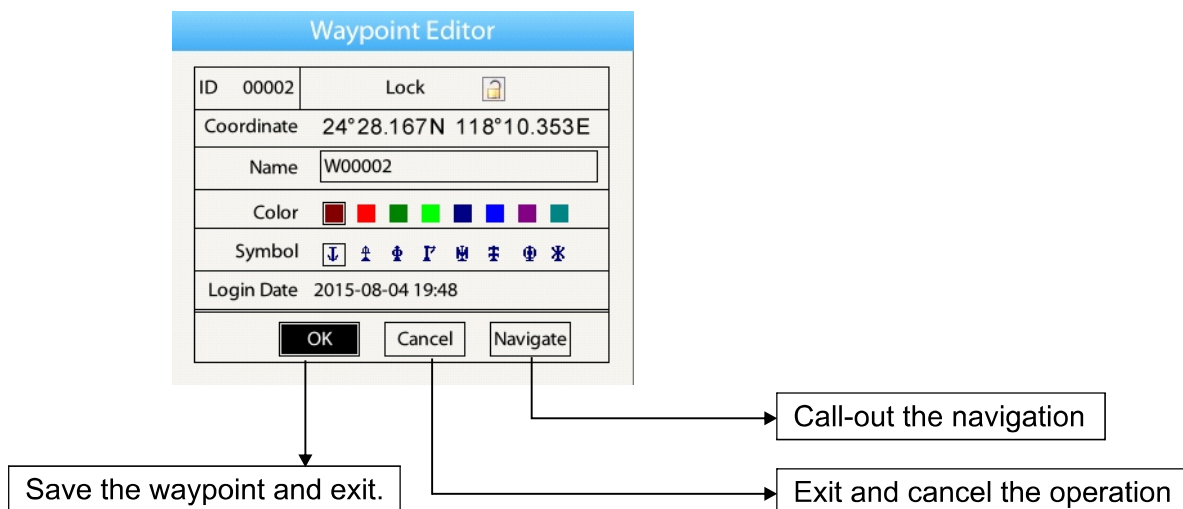 Waypoint Editor
ID 00002 Lock
Coordinate 24°28.167N 118°10.353E
Name W00002
Color
Symbol
Login Date 2015-08-04 19:48
OK Cancel Navigate
Call-out the navigation
Save the waypoint and exit.
Exit and cancel the operation